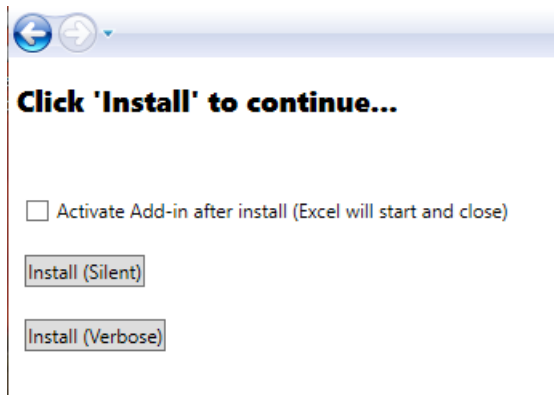 Click 'Install' to continue...
Activate Add-in after install (Excel will start and close)
Install (Silent)
Install (Verbose)